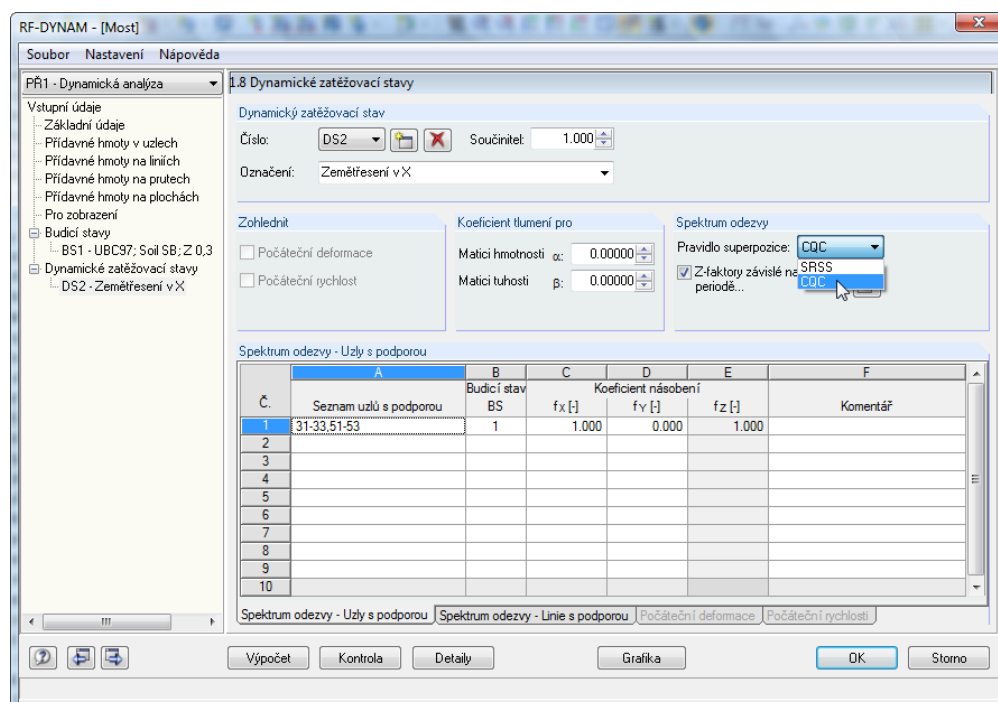 RF-DYNAM - [Most]
Soubor Nastavení Nápověda
PŘ1 - Dynamická analýza
1.8 Dynamické zatěžovací stavy
Vstupní údaje
Základní údaje
Přídavné hmoty v uzlech
Přídavné hmoty na liniích
Přídavné hmoty na prutech
Přídavné hmoty na plochách
Pro zobrazení
Budicí stavy
BS1 - UBC97; Soil SB; Z 0,3
Dynamické zatěžovací stavy
DS2 - Zemětřesení v X
Dynamický zatěžovací stav
Číslo: DS2 Součinitel: 1.000
Označení: Zemětřesení v X
Zohlednit
Počáteční deformace
Počáteční rychlost
Koeficient tlumení pro
Matici hmotnosti α: 0.00000
Matici tuhosti β: 0.00000
Spektrum odezvy
Pravidlo superpozice: CQC
SRSS
CQC
Z-faktory závislé na
periodě...
Spektrum odezvy - Uzly s podporou
A B C D E F
Budicí stav Koeficient násobení
Č. Seznam uzlů s podporou BS fX [-] fY [-] fZ [-] Komentář
1 31-33,51-53 1 1.000 0.000 1.000
2
3
4
5
6
7
8
9
10
Spektrum odezvy - Uzly s podporou Spektrum odezvy - Linie s podporou Počáteční deformace Počáteční rychlosti
Výpočet Kontrola Detaily Grafika OK Storno